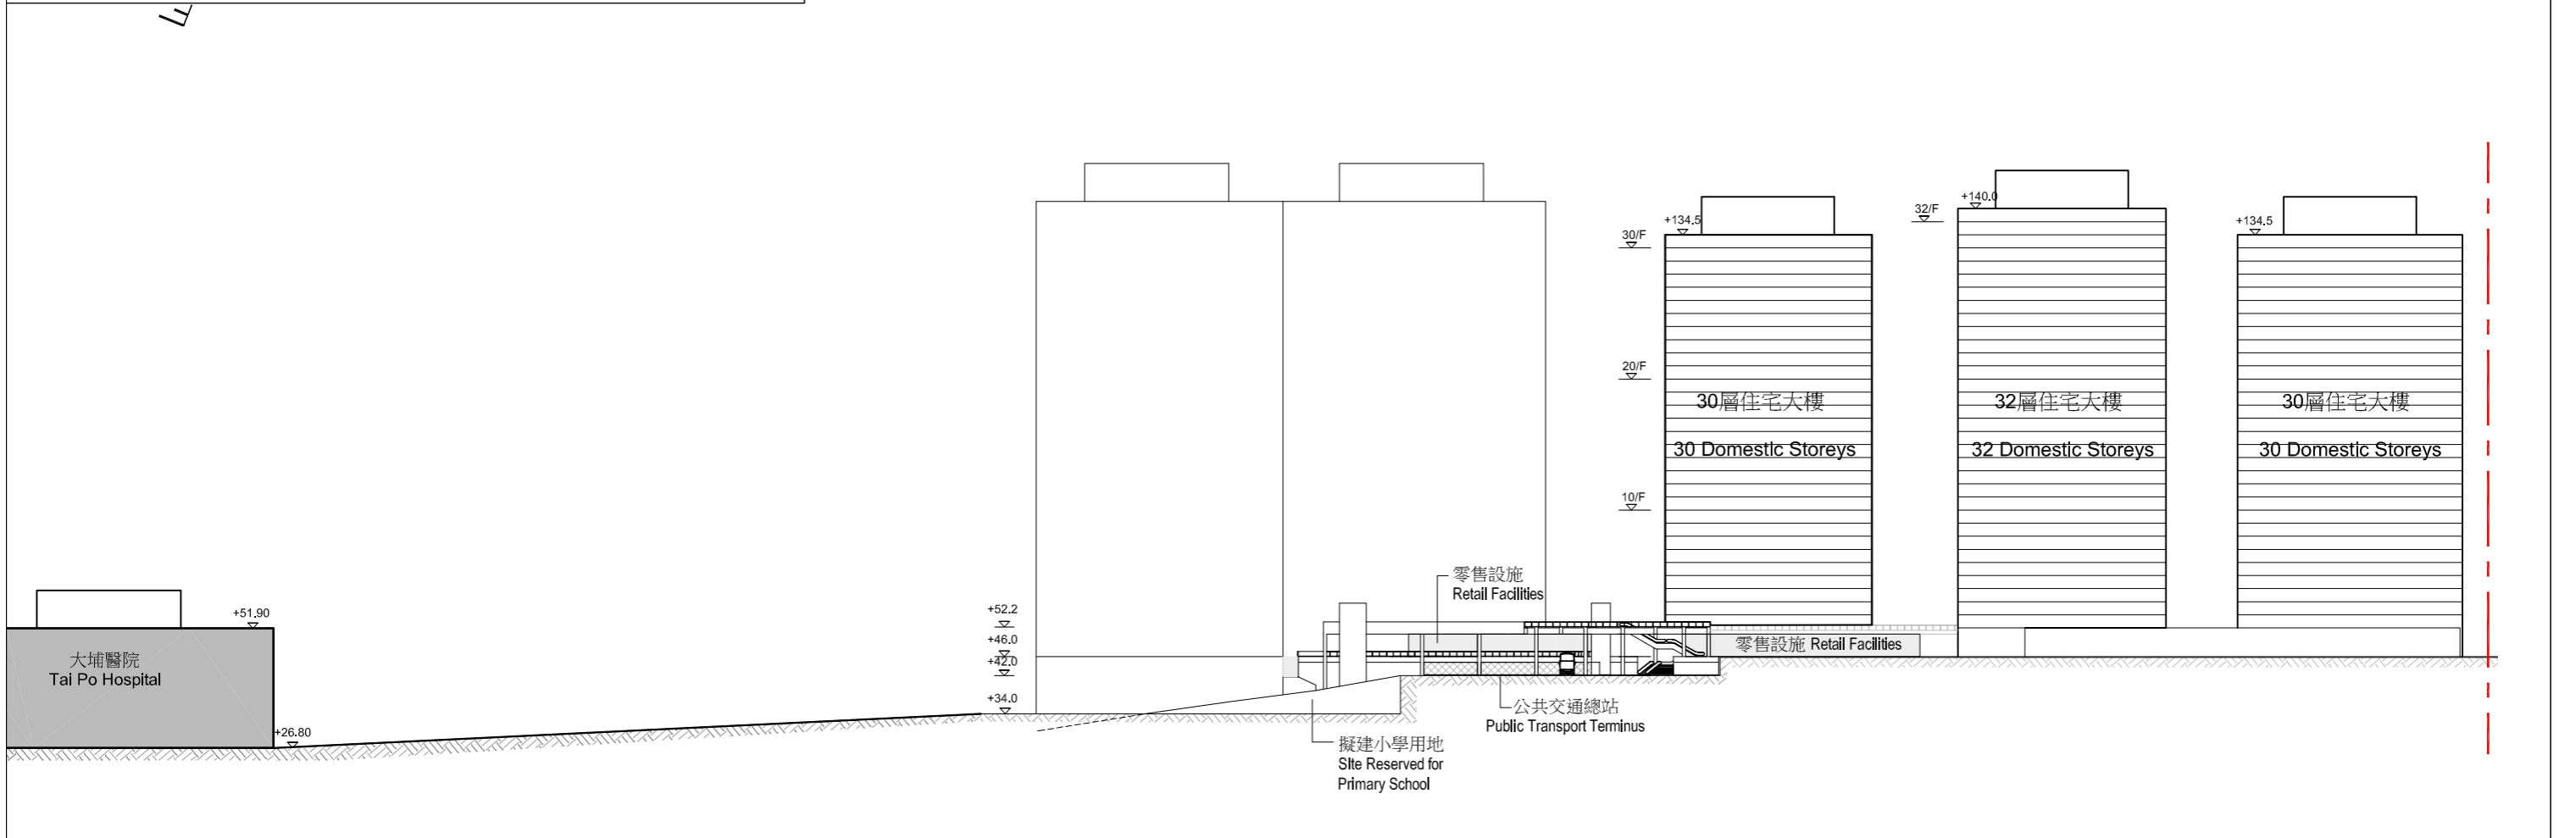 E
+134.5
32/F
+140.0
+134.5
30/F
20/F
30層住宅大樓
30 Domestic Storeys
32層住宅大樓
32 Domestic Storeys
30層住宅大樓
30 Domestic Storeys
10/F
零售設施
Retail Facilities
+51.90
+52.2
+46.0
+42.0
+34.0
零售設施 Retail Facilities
大埔醫院
Tai Po Hospital
+26.80
公共交通總站
Public Transport Terminus
擬建小學用地
Site Reserved for
Primary School